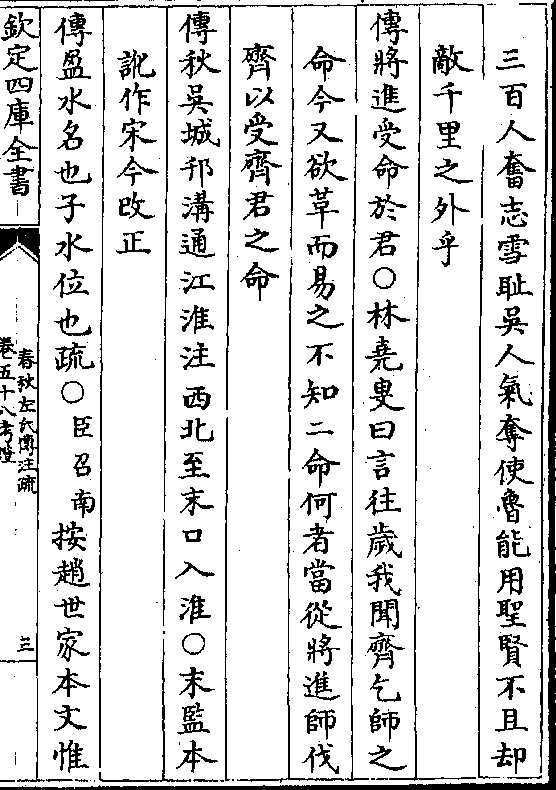 三百人奮志雪耻吳人氣奪使魯能用聖賢不且却
敵千里之外乎
傳將進受命於君○林堯叟曰言往歲我聞齊乞師之
命今又欲革而易之不知二命何者當從將進師伐
齊以受齊君之命
傳秋吳城邗溝通江淮注西北至末口入淮○末監本
訛作宋今改正
傳盈水名也子水位也疏○臣召南按趙世家本文惟
欽定四庫全書
春秋左氏傳注疏
卷五十八考證
三